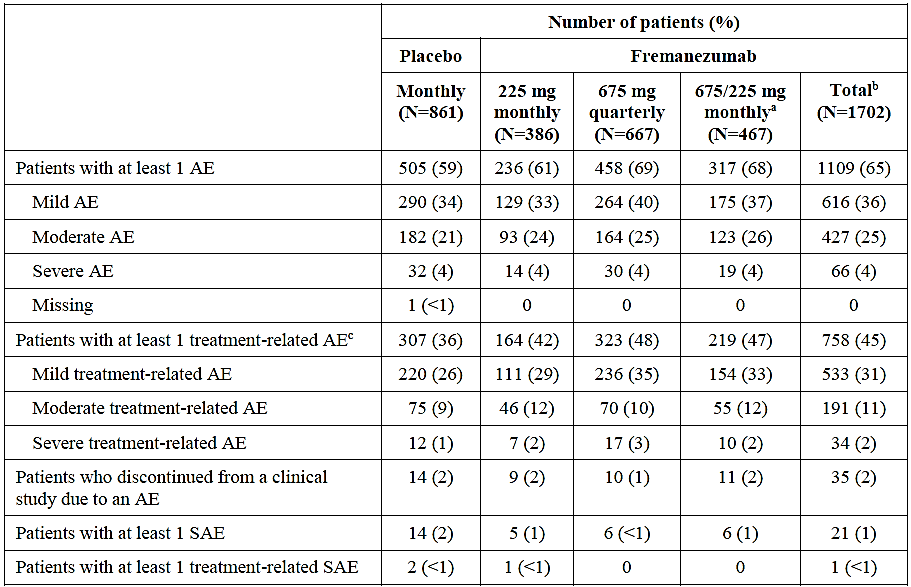 Number of patients (%)
Placebo Fremanezumab
Monthly (N=861) 225 mg monthly (N=386) 675 mg quarterly (N=667) 675/225 mg monthlyᵃ (N=467) Totalᵇ (N=1702)
Patients with at least 1 AE 505 (59) 236 (61) 458 (69) 317 (68) 1109 (65)
Mild AE 290 (34) 129 (33) 264 (40) 175 (37) 616 (36)
Moderate AE 182 (21) 93 (24) 164 (25) 123 (26) 427 (25)
Severe AE 32 (4) 14 (4) 30 (4) 19 (4) 66 (4)
Missing 1 (<1) 0 0 0 0
Patients with at least 1 treatment-related AEᶜ 307 (36) 164 (42) 323 (48) 219 (47) 758 (45)
Mild treatment-related AE 220 (26) 111 (29) 236 (35) 154 (33) 533 (31)
Moderate treatment-related AE 75 (9) 46 (12) 70 (10) 55 (12) 191 (11)
Severe treatment-related AE 12 (1) 7 (2) 17 (3) 10 (2) 34 (2)
Patients who discontinued from a clinical study due to an AE 14 (2) 9 (2) 10 (1) 11 (2) 35 (2)
Patients with at least 1 SAE 14 (2) 5 (1) 6 (<1) 6 (1) 21 (1)
Patients with at least 1 treatment-related SAE 2 (<1) 1 (<1) 0 0 1 (<1)